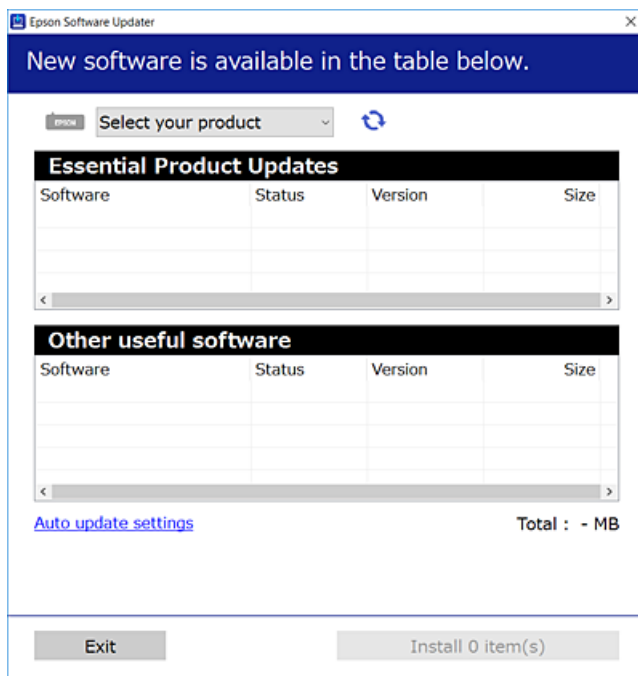 Epson Software Updater
New software is available in the table below.
EPSON Select your product
Essential Product Updates
Software Status Version Size
Other useful software
Software Status Version Size
Auto update settings Total : - MB
Exit Install 0 item(s)